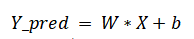 Y_pred = W * X + b